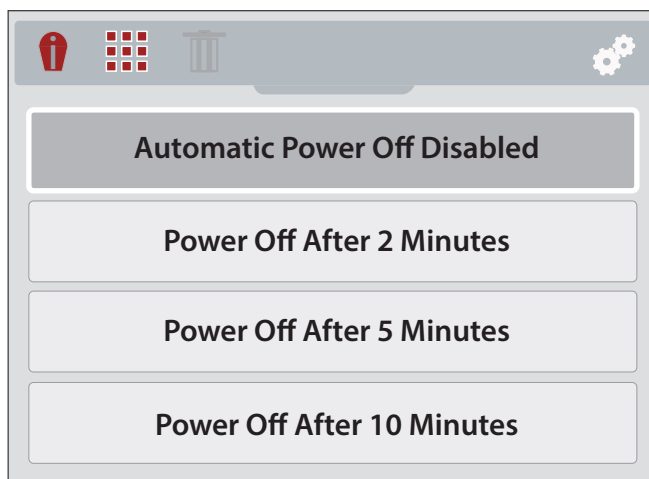 Automatic Power Off Disabled
Power Off After 2 Minutes
Power Off After 5 Minutes
Power Off After 10 Minutes